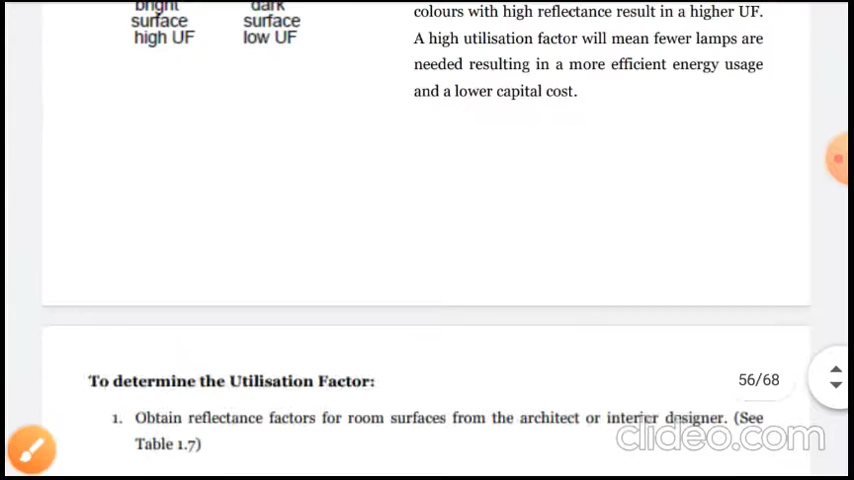 bright
surface
high UF
dark
surface
low UF
colours with high reflectance result in a higher UF.
A high utilisation factor will mean fewer lamps are
needed resulting in a more efficient energy usage
and a lower capital cost.
To determine the Utilisation Factor:
56/68
1. Obtain reflectance factors for room surfaces from the architect or interior designer. (See
Table 1.7)
clideo.com